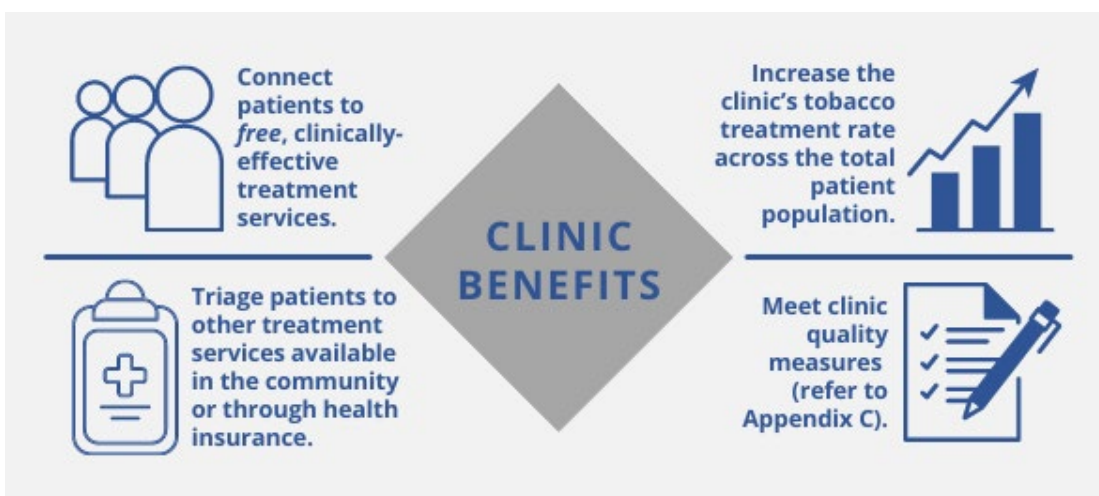 Connect
patients to
free, clinically-
effective
treatment
services.
Triage patients to
other treatment
services available
in the community
or through health
insurance.
CLINIC
BENEFITS
Increase the
clinic's tobacco
treatment rate
across the total
patient
population.
Meet clinic
quality
measures
(refer to
Appendix C).